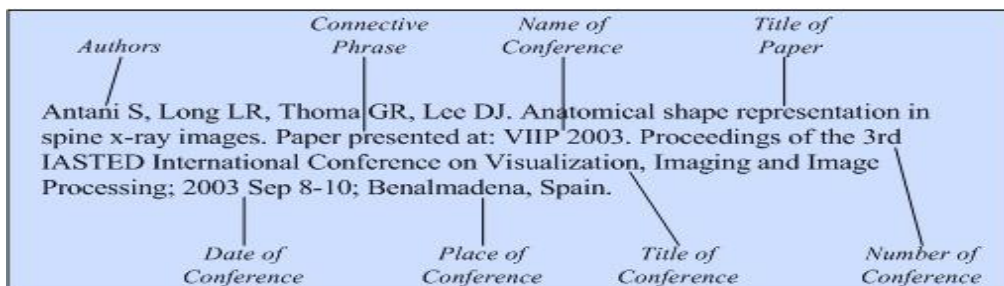 Authors
Connective Phrase
Name of Conference
Title of Paper
Antani S, Long LR, Thoma GR, Lee DJ. Anatomical shape representation in
spine x-ray images. Paper presented at: VIIP 2003. Proceedings of the 3rd
IASTED International Conference on Visualization, Imaging and Image
Processing; 2003 Sep 8-10; Benalmadena, Spain.
Date of Conference
Place of Conference
Title of Conference
Number of Conference